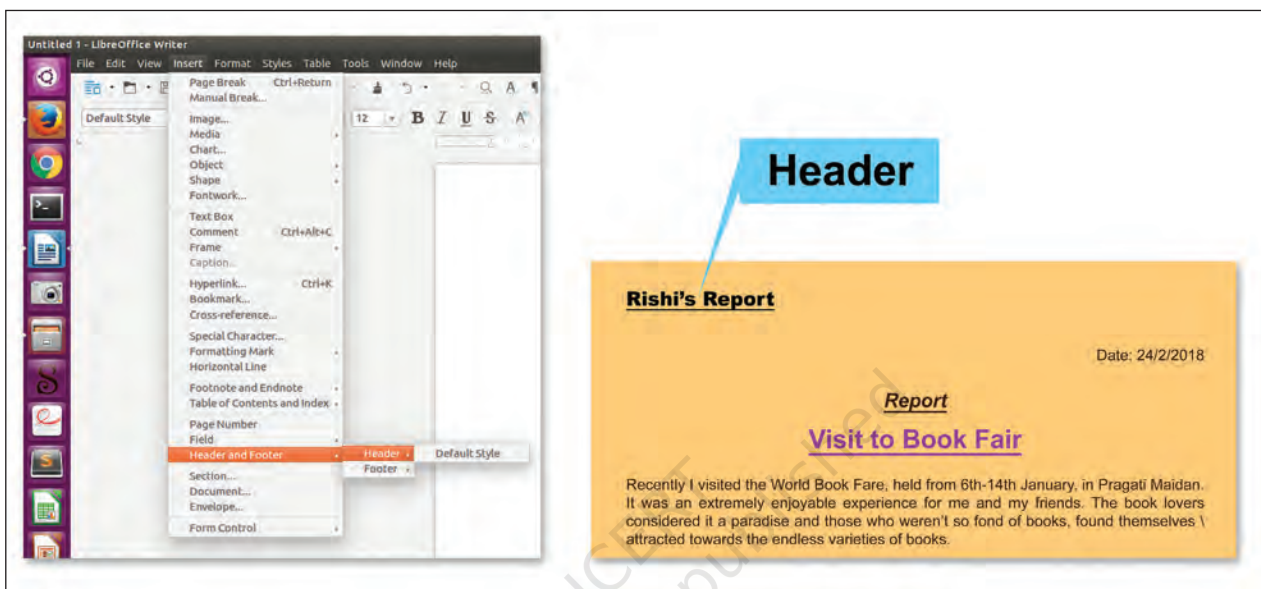 Untitled 1 - LibreOffice Writer
File Edit View Insert Format Styles Table Tools Window Help
Page Break Ctrl+Return
Manual Break...
Default Style
12
B I U S A
Image...
Media
Chart...
Object
Shape
Fontwork...
Text Box
Comment Ctrl+Alt+C
Frame
Caption...
Hyperlink... Ctrl+K
Bookmark...
Cross-reference...
Special Character...
Formatting Mark
Horizontal Line
Footnote and Endnote
Table of Contents and Index
Page Number
Field
Header and Footer
Header
Default Style
Footer
Section...
Document...
Envelope...
Form Control
Header
Rishi's Report
Date: 24/2/2018
Report
Visit to Book Fair
Recently I visited the World Book Fare, held from 6th-14th January, in Pragati Maidan.
It was an extremely enjoyable experience for me and my friends. The book lovers
considered it a paradise and those who weren't so fond of books, found themselves \
attracted towards the endless varieties of books.